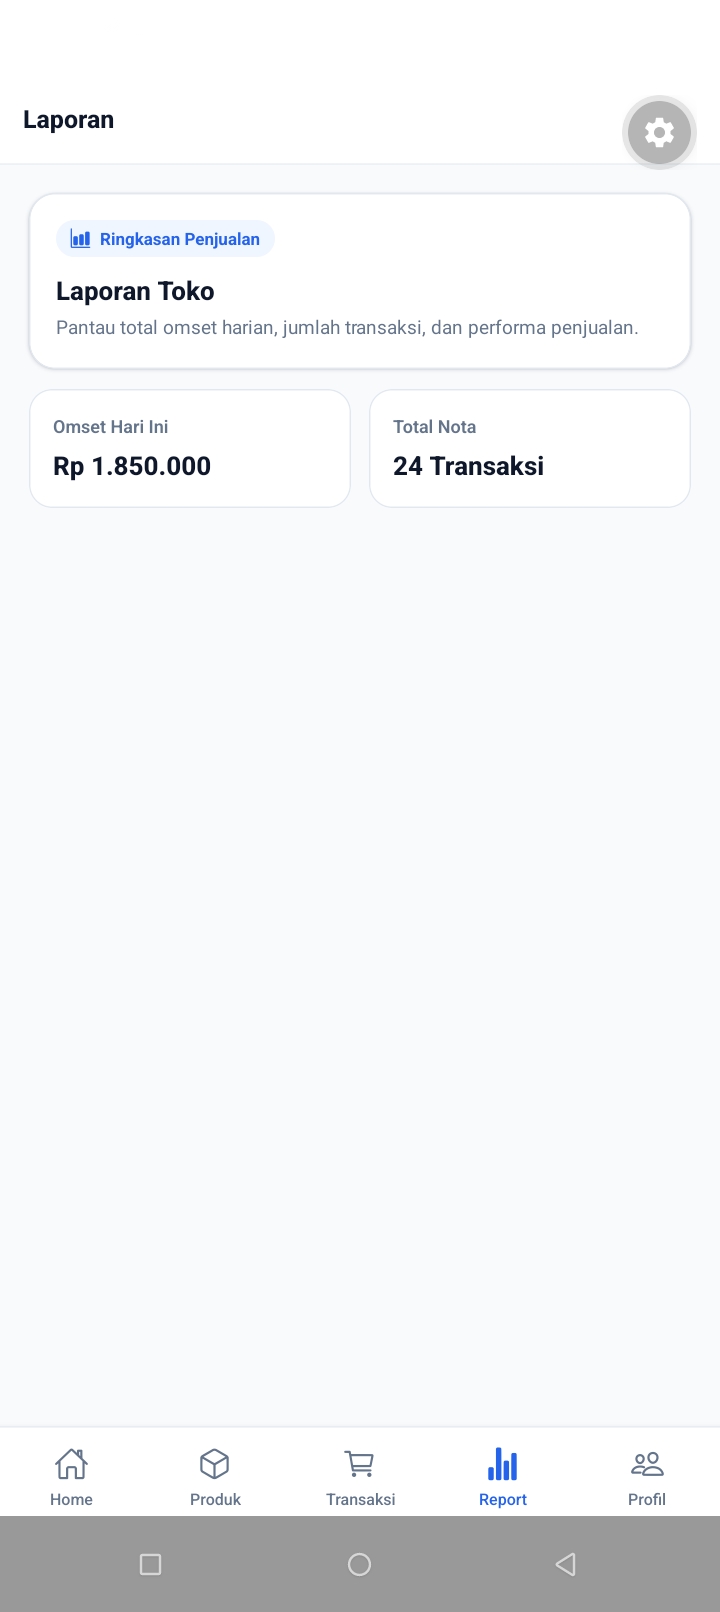 Laporan
Ringkasan Penjualan
Laporan Toko
Pantau total omset harian, jumlah transaksi, dan performa penjualan.
Omset Hari Ini
Rp 1.850.000
Total Nota
24 Transaksi
Home
Produk
Transaksi
Report
Profil